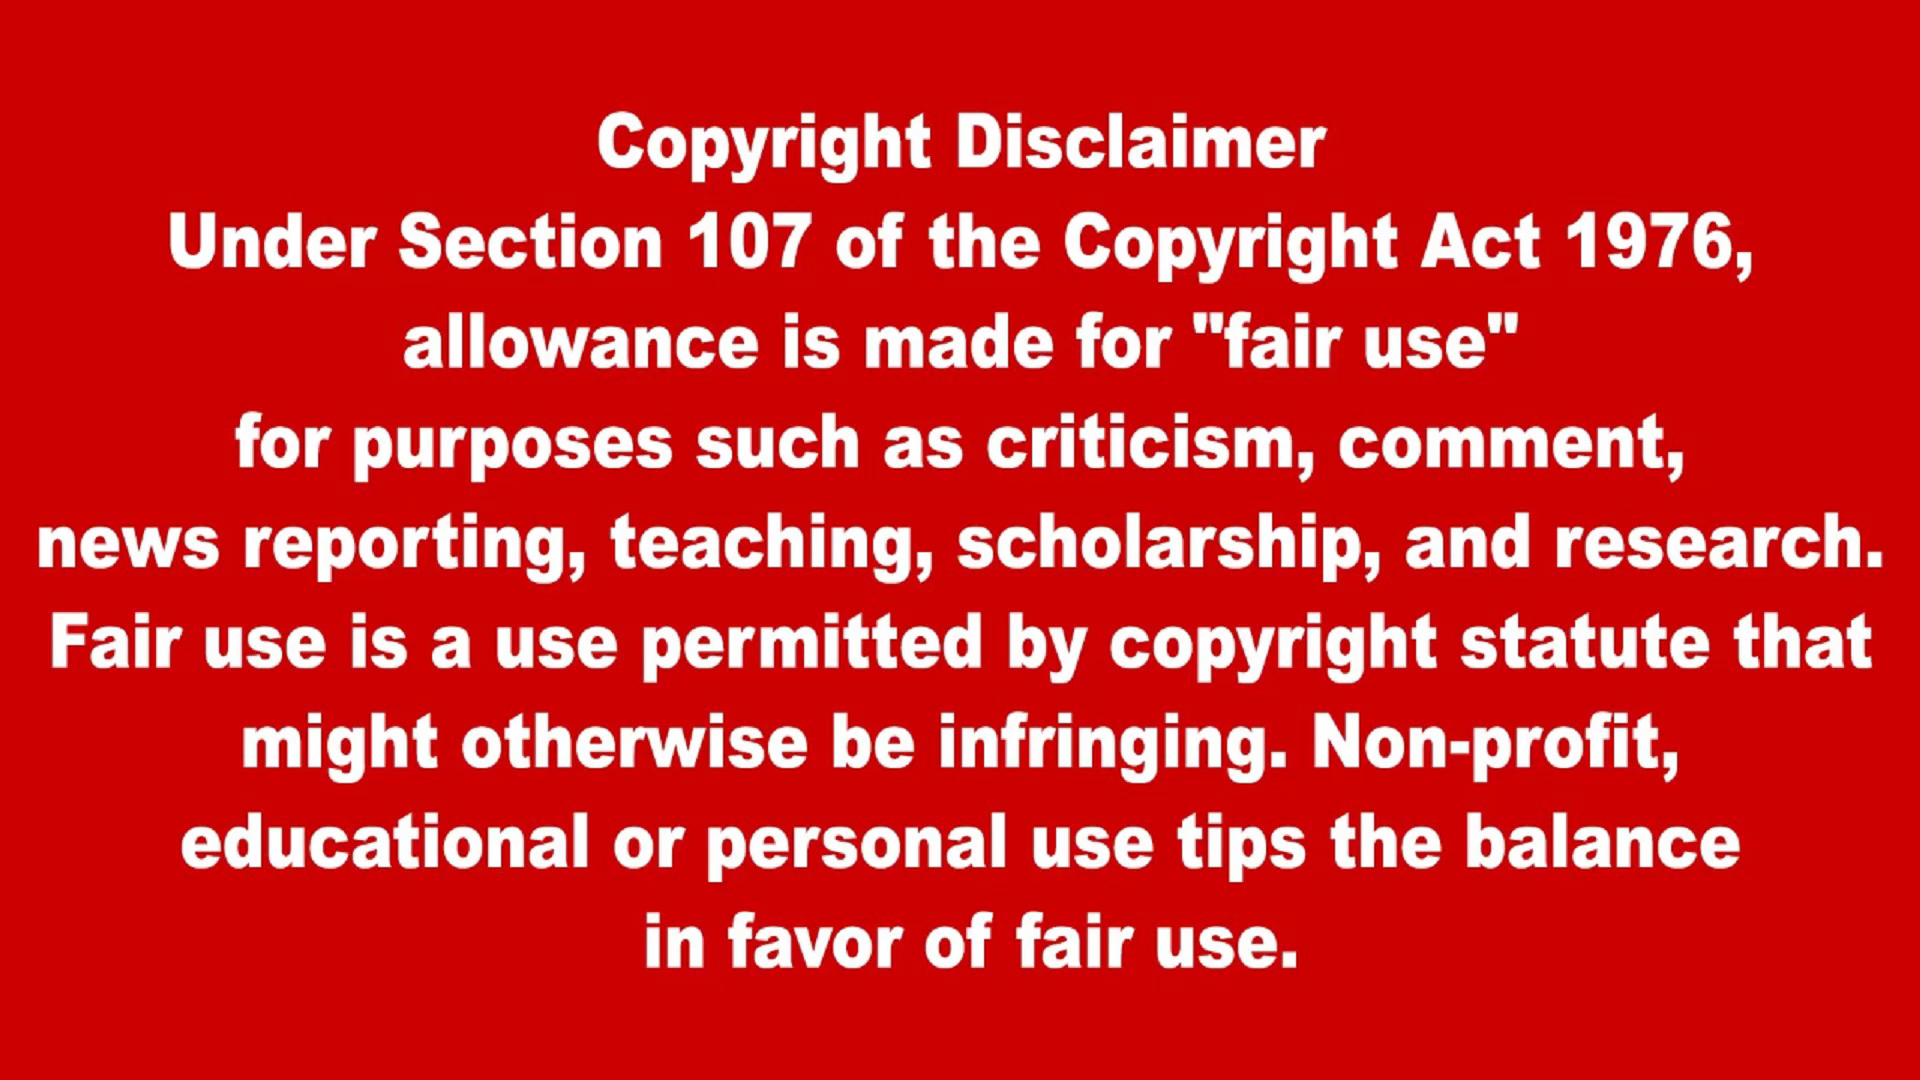 Copyright Disclaimer
Under Section 107 of the Copyright Act 1976,
allowance is made for "fair use"
for purposes such as criticism, comment,
news reporting, teaching, scholarship, and research.
Fair use is a use permitted by copyright statute that
might otherwise be infringing. Non-profit,
educational or personal use tips the balance
in favor of fair use.